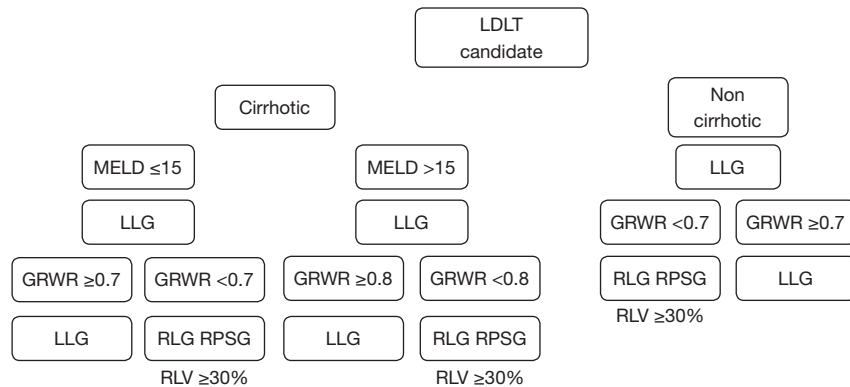 LDLT
candidate
Cirrhotic
Non
cirrhotic
MELD ≤15
MELD >15
LLG
LLG
LLG
GRWR <0.7
GRWR ≥0.7
GRWR ≥0.7
GRWR <0.7
GRWR ≥0.8
GRWR <0.8
RLG RPSG
LLG
RLV ≥30%
LLG
RLG RPSG
LLG
RLG RPSG
RLV ≥30%
RLV ≥30%